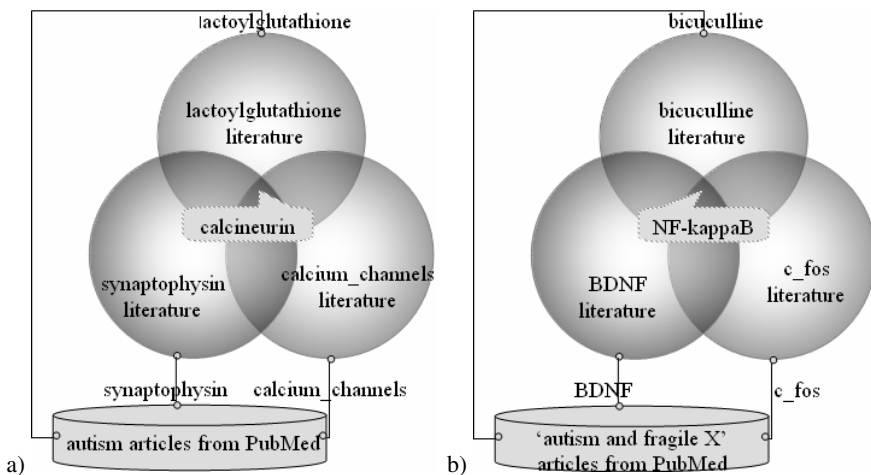 lactoylglutathione
lactoylglutathione
literature
calcineurin
synaptophysin
literature
calcium_channels
literature
synaptophysin
calcium_channels
autism articles from PubMed
a)
bicuculline
bicuculline
literature
NF-kappaB
BDNF
literature
c_fos
literature
BDNF
c_fos
‘autism and fragile X’
articles from PubMed
b)